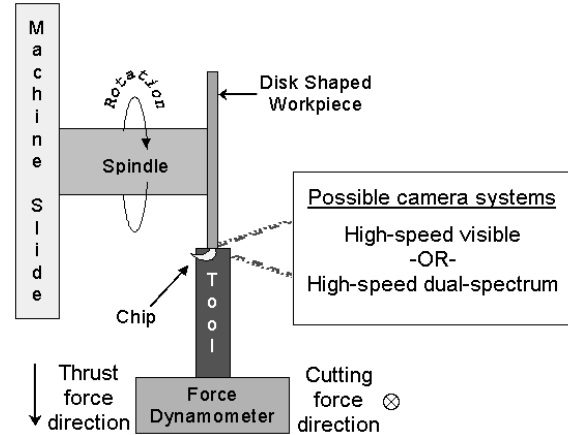 Machine Slide
Rotation
Spindle
Disk Shaped
Workpiece
Possible camera systems
High-speed visible
-OR-
High-speed dual-spectrum
Chip
Tool
Thrust
force
direction
Force
Dynamometer
Cutting
force
direction